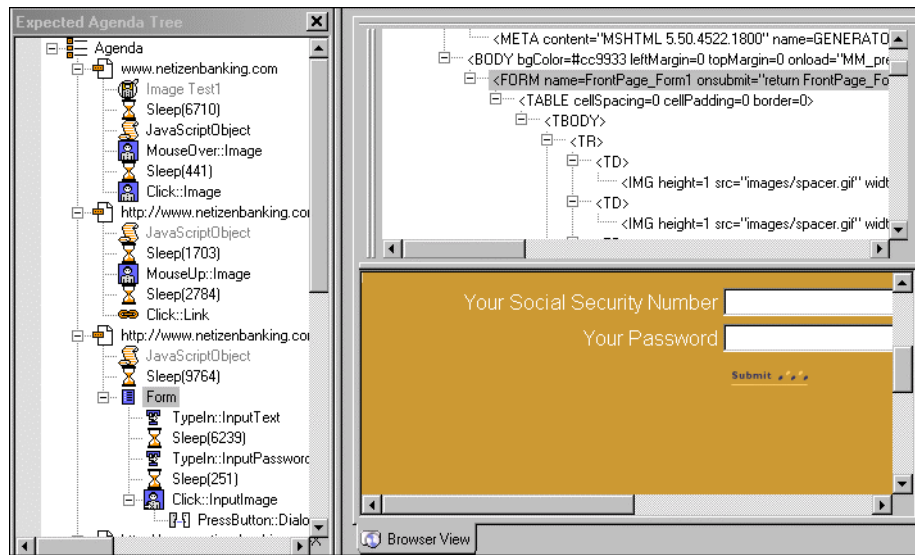 Expected Agenda Tree
Agenda
www.netizenbanking.com
Image Test1
Sleep(6710)
JavaScriptObject
MouseOver::Image
Sleep(441)
Click::Image
http://www.netizenbanking.co
JavaScriptObject
Sleep(1703)
MouseUp::Image
Sleep(2784)
Click::Link
http://www.netizenbanking.co
JavaScriptObject
Sleep(9764)
Form
TypeIn::InputText
Sleep(6239)
TypeIn::InputPassword
Sleep(251)
Click::InputImage
PressButton::Dialo
<META content="MSHTML 5.50.4522.1800" name=GENERATO
<BODY bgColor=#cc9933 leftMargin=0 topMargin=0 onload="MM_pre
<FORM name=FrontPage_Form1 onsubmit="return FrontPage_Fo
<TABLE cellSpacing=0 cellPadding=0 border=0>
<TBODY>
<TR>
<TD>
<IMG height=1 src="images/spacer.gif" widt
<TD>
<IMG height=1 src="images/spacer.gif" widt
Your Social Security Number
Your Password
Submit
Browser View